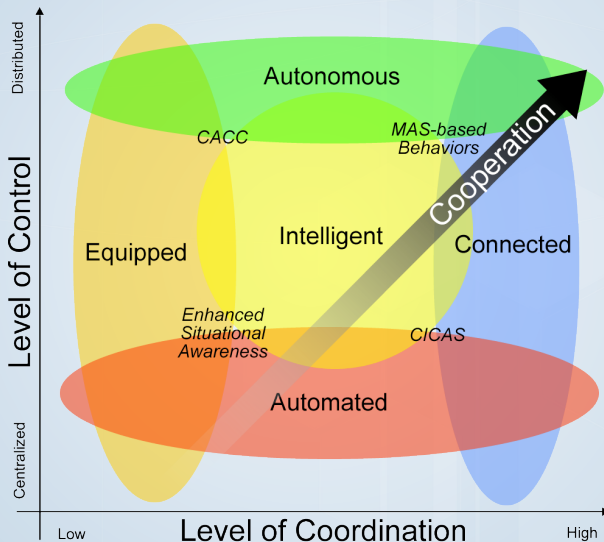 Distributed
Autonomous
CACC
MAS-based
Behaviors
Cooperation
Level of Control
Equipped
Intelligent
Connected
Enhanced
Situational
Awareness
CICAS
Automated
Centralized
Low
Level of Coordination
High